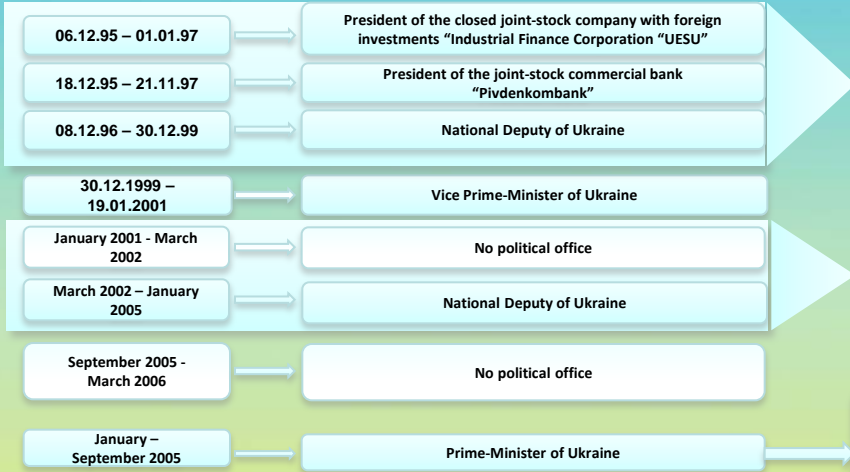 06.12.95 – 01.01.97
President of the closed joint-stock company with foreign
investments “Industrial Finance Corporation “UESU”
18.12.95 – 21.11.97
President of the joint-stock commercial bank
“Pivdenkombank”
08.12.96 – 30.12.99
National Deputy of Ukraine
30.12.1999 –
19.01.2001
Vice Prime-Minister of Ukraine
January 2001 - March
2002
No political office
March 2002 – January
2005
National Deputy of Ukraine
September 2005 -
March 2006
No political office
January –
September 2005
Prime-Minister of Ukraine